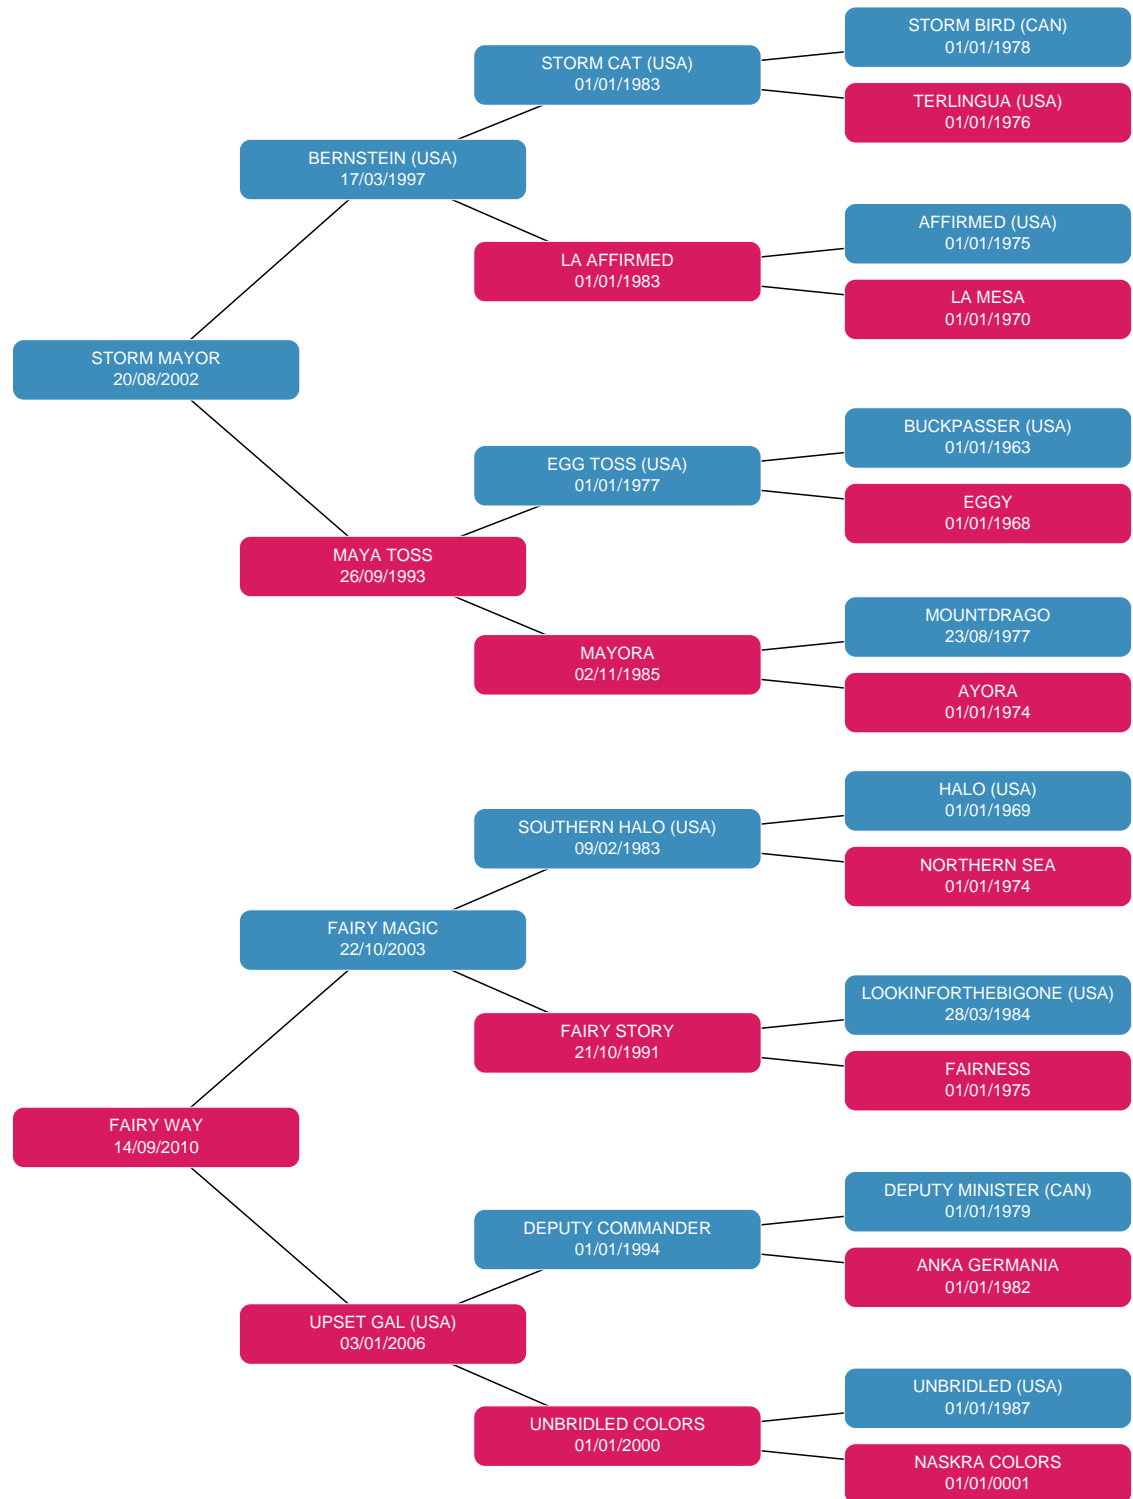 STORM BIRD (CAN)
01/01/1978
STORM CAT (USA)
01/01/1983
TERLINGUA (USA)
01/01/1976
BERNSTEIN (USA)
17/03/1997
AFFIRMED (USA)
01/01/1975
LA AFFIRMED
01/01/1983
LA MESA
01/01/1970
STORM MAYOR
20/08/2002
BUCKPASSER (USA)
01/01/1963
EGG TOSS (USA)
01/01/1977
EGGY
01/01/1968
MAYA TOSS
26/09/1993
MOUNTDRAGO
23/08/1977
MAYORA
02/11/1985
AYORA
01/01/1974
HALO (USA)
01/01/1969
SOUTHERN HALO (USA)
09/02/1983
NORTHERN SEA
01/01/1974
FAIRY MAGIC
22/10/2003
LOOKINFORTHEBIGONE (USA)
28/03/1984
FAIRY STORY
21/10/1991
FAIRNESS
01/01/1975
FAIRY WAY
14/09/2010
DEPUTY MINISTER (CAN)
01/01/1979
DEPUTY COMMANDER
01/01/1994
ANKA GERMANIA
01/01/1982
UPSET GAL (USA)
03/01/2006
UNBRIDLED (USA)
01/01/1987
UNBRIDLED COLORS
01/01/2000
NASKRA COLORS
01/01/0001